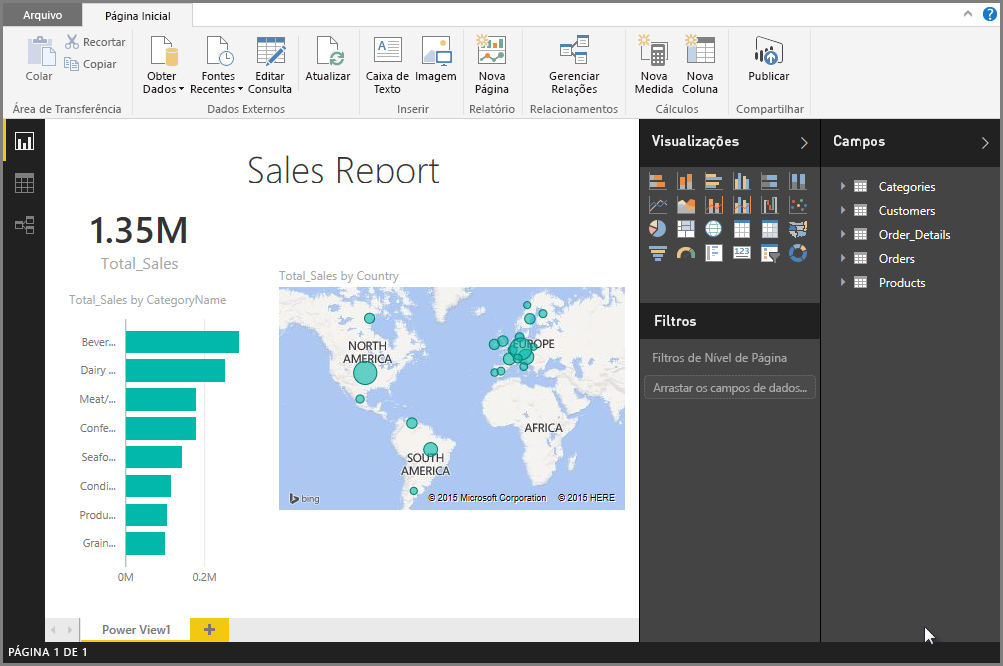 Arquivo
Página Inicial
Colar
Recortar
Copiar
Área de Transferência
Obter Dados
Fontes Recentes
Editar Consulta
Dados Externos
Atualizar
Caixa de Texto
Imagem
Inserir
Nova Página
Relatório
Gerenciar Relações
Relacionamentos
Nova Medida
Nova Coluna
Cálculos
Publicar
Compartilhar
Sales Report
1.35M
Total_Sales
Total_Sales by CategoryName
Bever...
Dairy ...
Meat/...
Confe...
Seafo...
Condi...
Produ...
Grain...
0M
0.2M
Total_Sales by Country
NORTH
AMERICA
EUROPE
AFRICA
SOUTH
AMERICA
bing
© 2015 Microsoft Corporation
© 2015 HERE
Visualizações
123
Filtros
Filtros de Nível de Página
Arrastar os campos de dados...
Campos
Categories
Customers
Order_Details
Orders
Products
Power View1
PÁGINA 1 DE 1